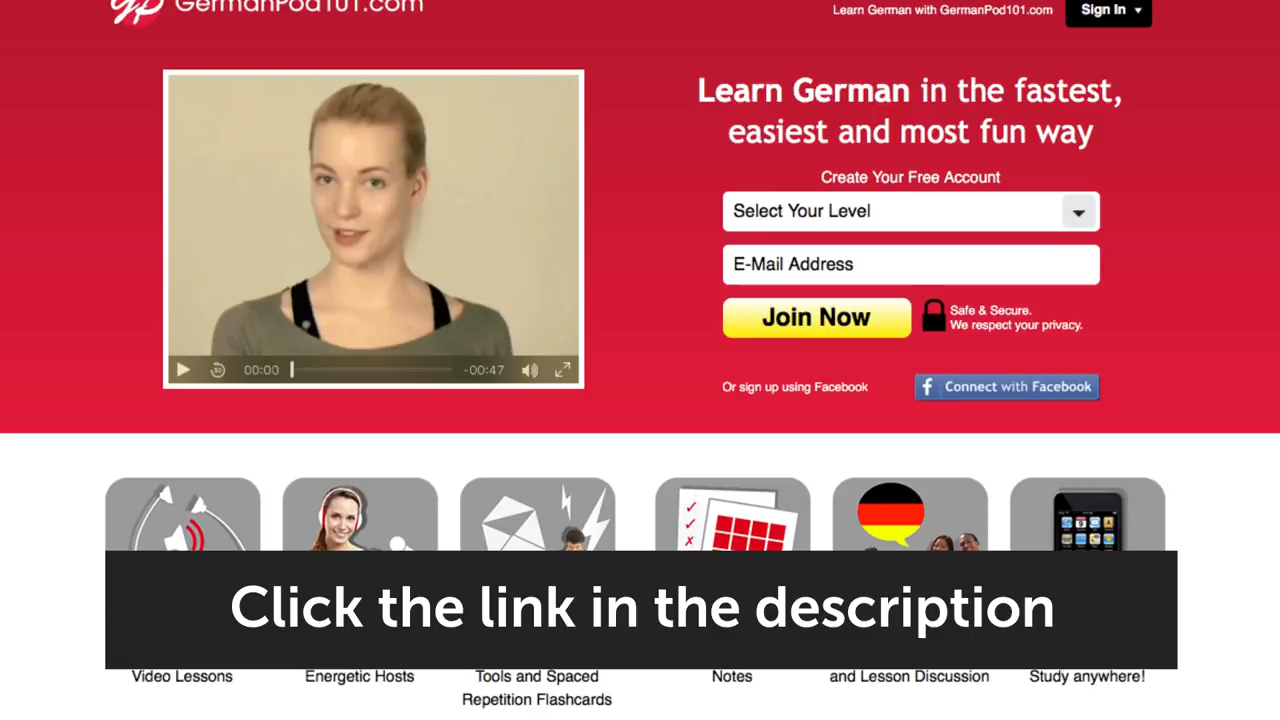 GermanPod101.com
Learn German with GermanPod101.com
Sign In
Learn German in the fastest,
easiest and most fun way
Create Your Free Account
Select Your Level
E-Mail Address
Join Now
Safe & Secure.
We respect your privacy.
00:00
-00:47
Or sign up using Facebook
Connect with Facebook
Click the link in the description
Video Lessons
Energetic Hosts
Tools and Spaced
Repetition Flashcards
Notes
and Lesson Discussion
Study anywhere!